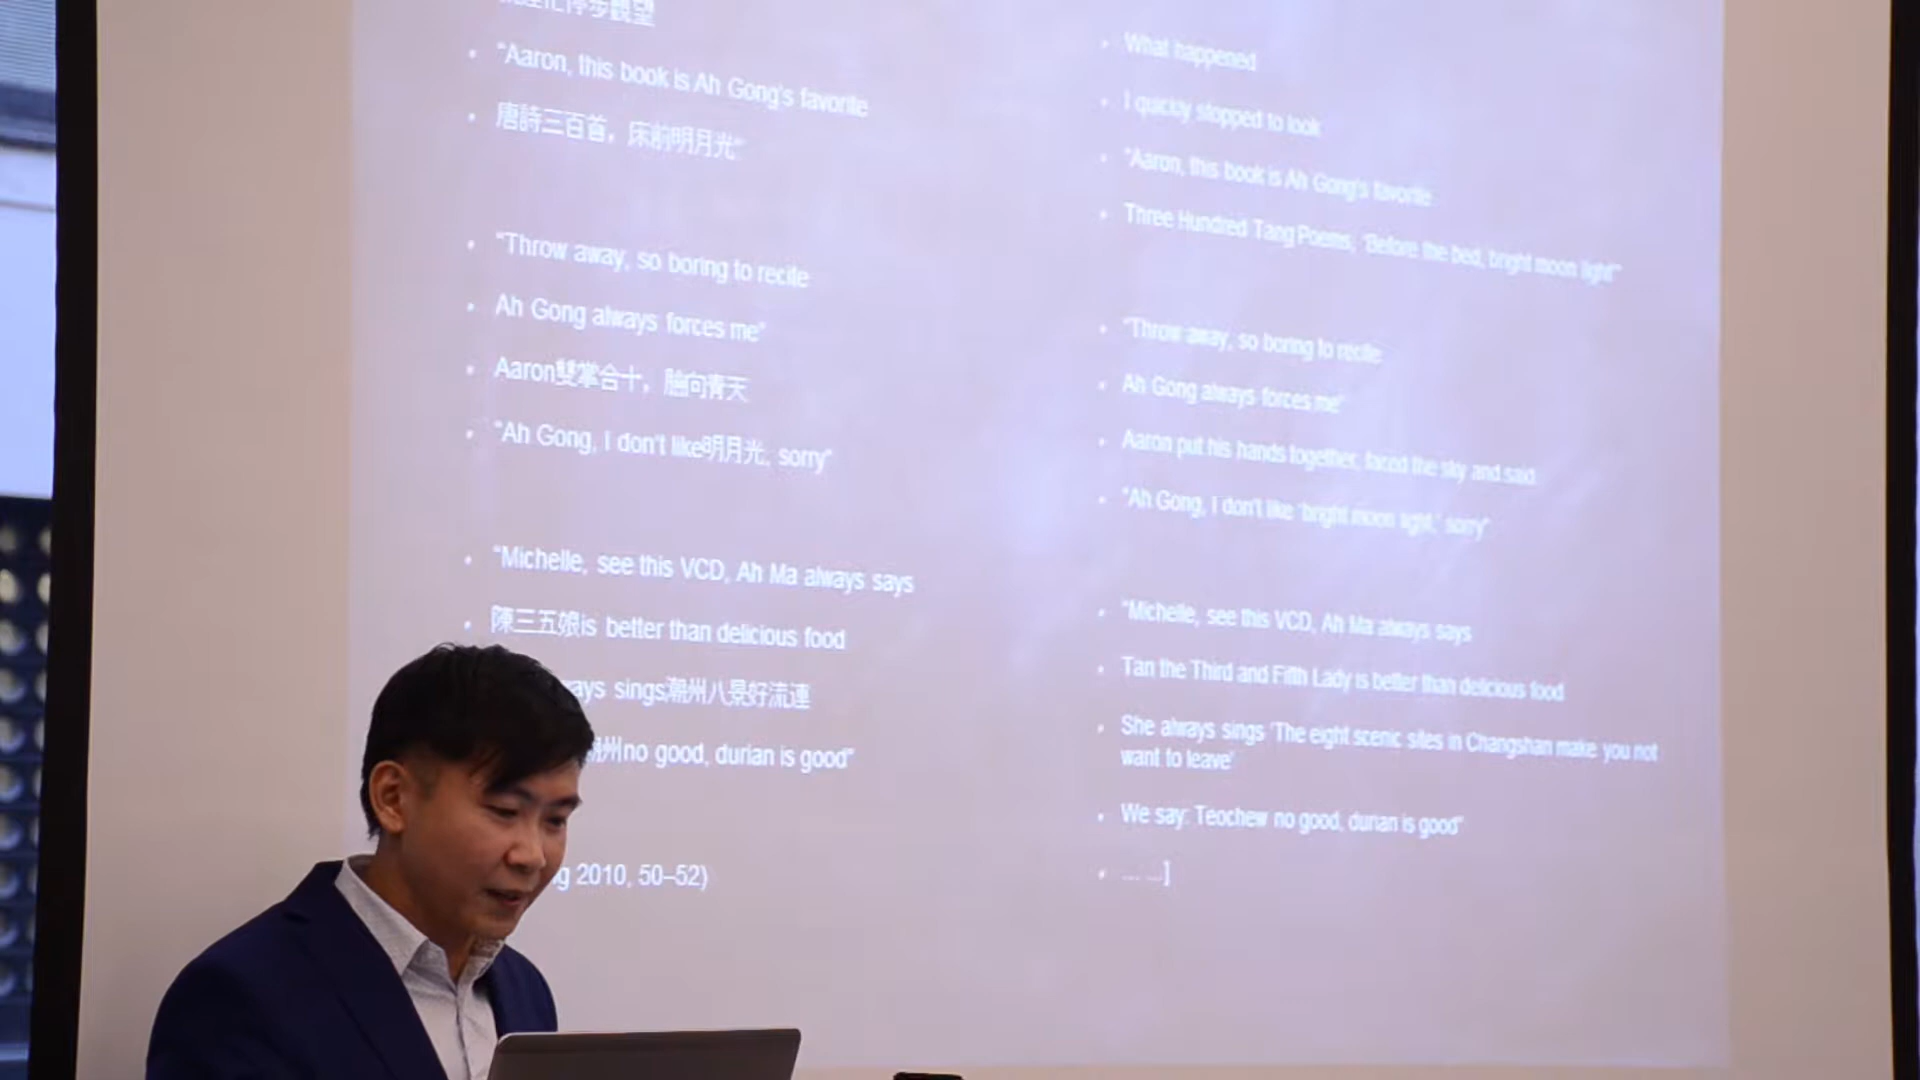 停步觀望
"Aaron, this book is Ah Gong's favorite
唐詩三百首，床前明月光"
"Throw away, so boring to recite
Ah Gong always forces me"
Aaron雙掌合十，臉向青天
"Ah Gong, I don't like明月光, sorry"
"Michelle, see this VCD, Ah Ma always says
陳三五娘is better than delicious food
ays sings潮州八景好流連
州no good, durian is good"
g 2010, 50–52)
What happened
I quickly stopped to look
"Aaron, this book is Ah Gong's favorite
Three Hundred Tang Poems, 'Before the bed, bright moon light'"
"Throw away, so boring to recite
Ah Gong always forces me"
Aaron put his hands together, faced the sky and said
"Ah Gong, I don't like 'bright moon light,' sorry"
"Michelle, see this VCD, Ah Ma always says
Tan the Third and Fifth Lady is better than delicious food
She always sings 'The eight scenic sites in Changshan make you not
want to leave'
We say: Teochew no good, durian is good"
... ...]